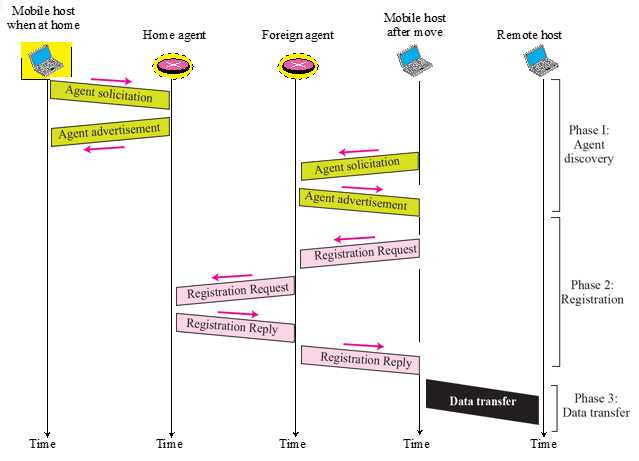 Mobile host
when at home
Home agent
Foreign agent
Mobile host
after move
Remote host
Agent solicitation
Agent advertisement
Agent solicitation
Agent advertisement
Phase I:
Agent
discovery
Registration Request
Registration Request
Registration Reply
Registration Reply
Phase 2:
Registration
Data transfer
Phase 3:
Data transfer
Time
Time
Time
Time
Time